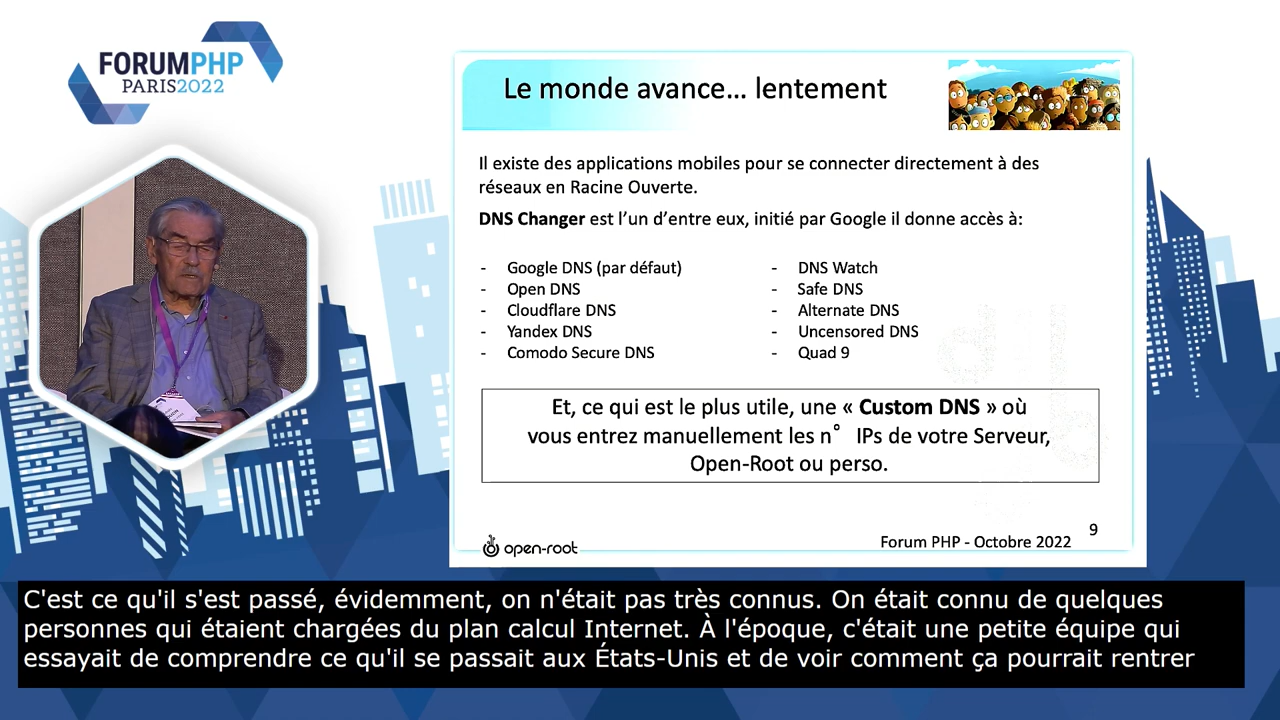 FORUMPHP
PARIS2022
Le monde avance... lentement
Il existe des applications mobiles pour se connecter directement à des
réseaux en Racine Ouverte.
DNS Changer est l'un d'entre eux, initié par Google il donne accès à:
- Google DNS (par défaut)
- Open DNS
- Cloudflare DNS
- Yandex DNS
- Comodo Secure DNS
- DNS Watch
- Safe DNS
- Alternate DNS
- Uncensored DNS
- Quad 9
Et, ce qui est le plus utile, une « Custom DNS » où
vous entrez manuellement les n° IPs de votre Serveur,
Open-Root ou perso.
open-root
Forum PHP - Octobre 2022
9
C'est ce qu'il s'est passé, évidemment, on n'était pas très connus. On était connu de quelques
personnes qui étaient chargées du plan calcul Internet. À l'époque, c'était une petite équipe qui
essayait de comprendre ce qu'il se passait aux États-Unis et de voir comment ça pourrait rentrer